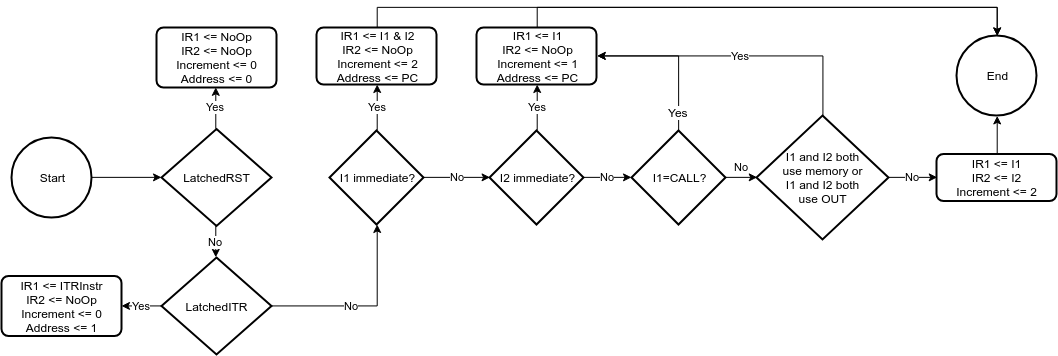 IR1 <= NoOp
IR2 <= NoOp
Increment <= 0
Address <= 0
IR1 <= I1 & I2
IR2 <= NoOp
Increment <= 2
Address <= PC
IR1 <= I1
IR2 <= NoOp
Increment <= 1
Address <= PC
Yes
End
Yes
Yes
Yes
Yes
Start
LatchedRST
I1 immediate?
No
I2 immediate?
No
I1=CALL?
No
I1 and I2 both
use memory or
I1 and I2 both
use OUT
No
IR1 <= I1
IR2 <= I2
Increment <= 2
No
IR1 <= ITRInstr
IR2 <= NoOp
Increment <= 0
Address <= 1
Yes
LatchedITR
No